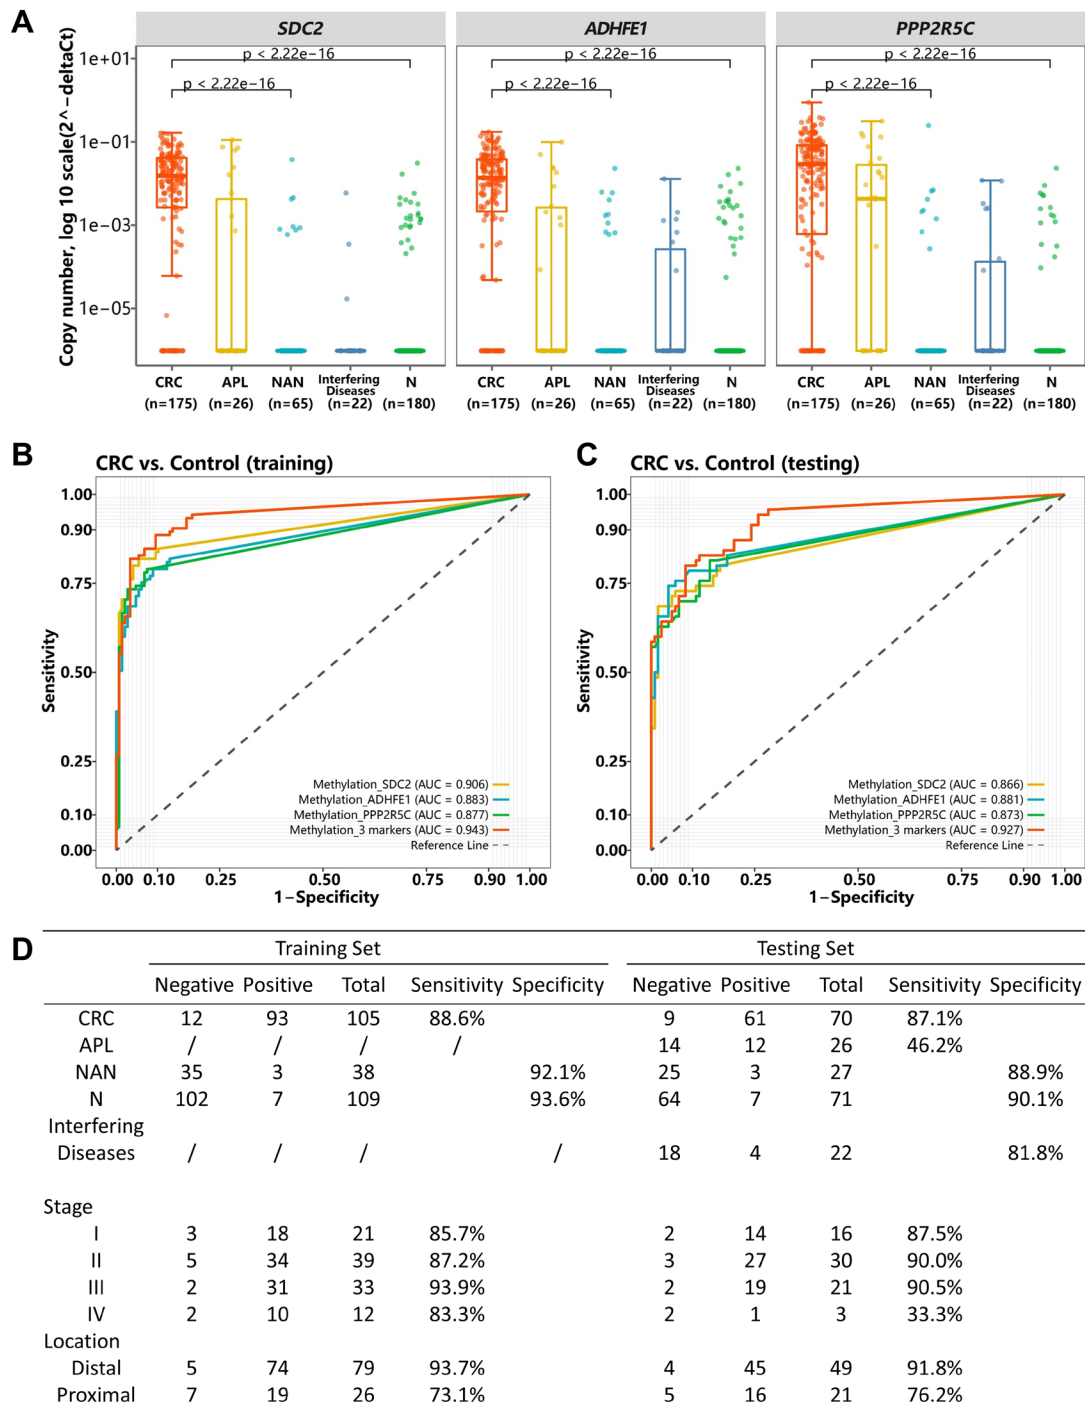 A
SDC2 ADHFE1 PPP2R5C
Copy number, log 10 scale(2^−deltaCt)
1e+01
1e−01
1e−03
1e−05
p < 2.22e−16 p < 2.22e−16 p < 2.22e−16
p < 2.22e−16 p < 2.22e−16 p < 2.22e−16
CRC APL NAN Interfering Diseases N CRC APL NAN Interfering Diseases N CRC APL NAN Interfering Diseases N
(n=175) (n=26) (n=65) (n=22) (n=180) (n=175) (n=26) (n=65) (n=22) (n=180) (n=175) (n=26) (n=65) (n=22) (n=180)
B
CRC vs. Control (training)
Sensitivity
1.00
0.90
0.75
0.50
0.25
0.10
0.00
Methylation_SDC2 (AUC = 0.906)
Methylation_ADHFE1 (AUC = 0.883)
Methylation_PPP2R5C (AUC = 0.877)
Methylation_3 markers (AUC = 0.943)
Reference Line
0.00 0.10 0.25 0.50 0.75 0.90 1.00
1−Specificity
C
CRC vs. Control (testing)
Sensitivity
1.00
0.90
0.75
0.50
0.25
0.10
0.00
Methylation_SDC2 (AUC = 0.866)
Methylation_ADHFE1 (AUC = 0.881)
Methylation_PPP2R5C (AUC = 0.873)
Methylation_3 markers (AUC = 0.927)
Reference Line
0.00 0.10 0.25 0.50 0.75 0.90 1.00
1−Specificity
D
Training Set Testing Set
Negative Positive Total Sensitivity Specificity Negative Positive Total Sensitivity Specificity
CRC 12 93 105 88.6% 9 61 70 87.1%
APL / / / / 14 12 26 46.2%
NAN 35 3 38 92.1% 25 3 27 88.9%
N 102 7 109 93.6% 64 7 71 90.1%
Interfering
Diseases / / / / 18 4 22 81.8%
Stage
I 3 18 21 85.7% 2 14 16 87.5%
II 5 34 39 87.2% 3 27 30 90.0%
III 2 31 33 93.9% 2 19 21 90.5%
IV 2 10 12 83.3% 2 1 3 33.3%
Location
Distal 5 74 79 93.7% 4 45 49 91.8%
Proximal 7 19 26 73.1% 5 16 21 76.2%